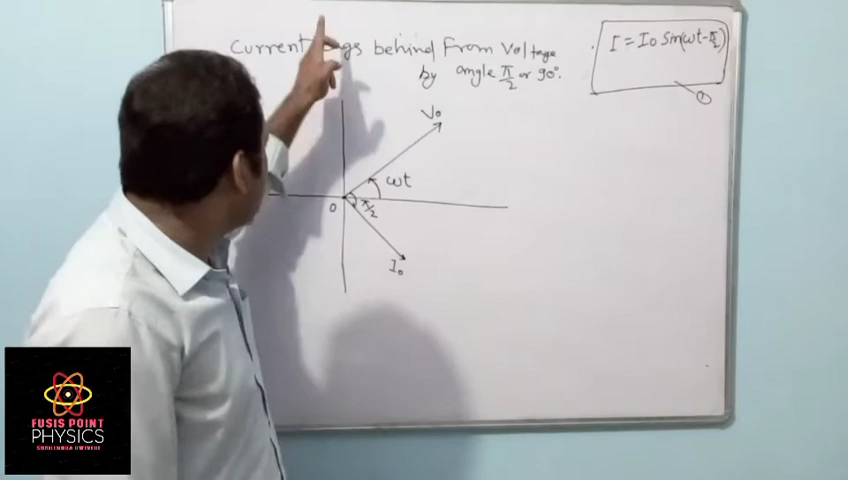 Current lags behind From Voltage
by angle π/2 or 90°.
I = I₀ Sin(ωt-π/2)
①
V₀
ωt
π/2
O
I₀
FUSIS POINT
PHYSICS